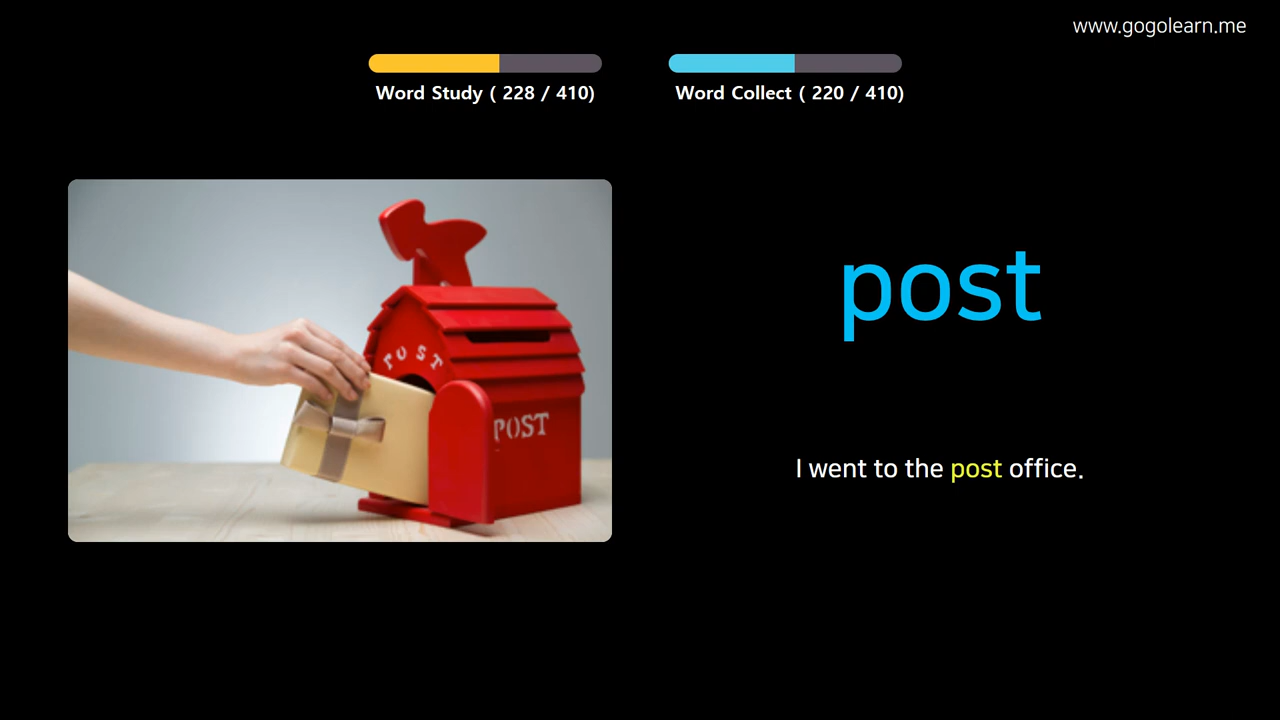 www.gogolearn.me
Word Study ( 228 / 410)
Word Collect ( 220 / 410)
POST
POST
post
I went to the post office.